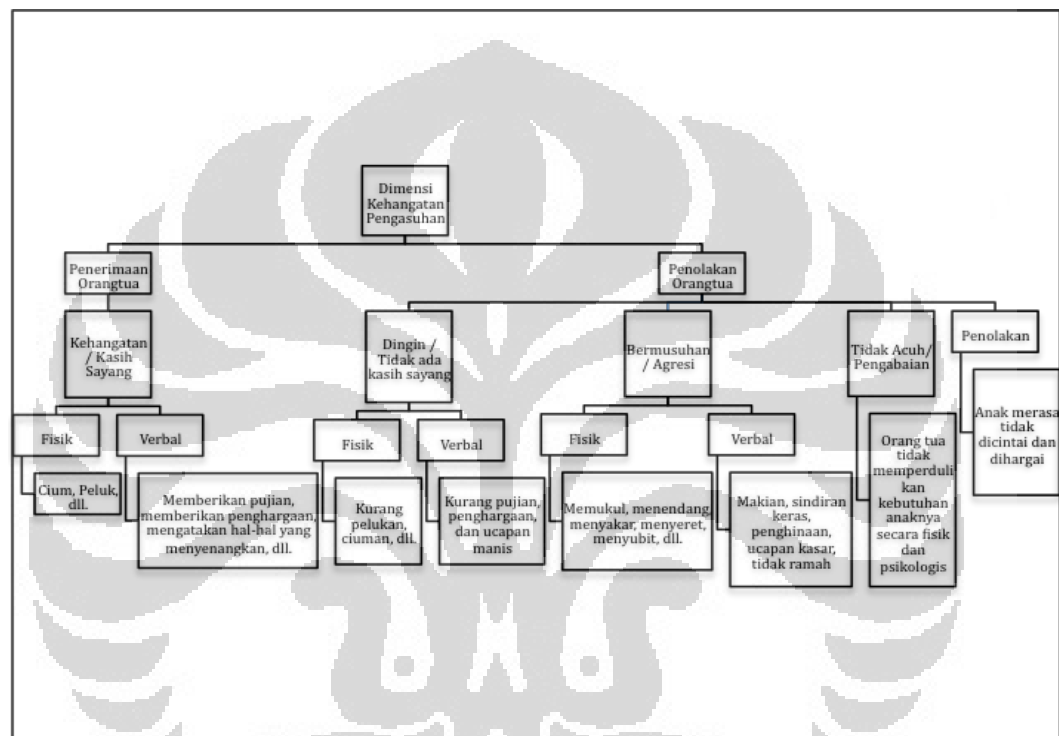 Dimensi
Kehangatan
Pengasuhan
Penerimaan
Orangtua
Penolakan
Orangtua
Kehangatan
/ Kasih
Sayang
Dingin /
Tidak ada
kasih sayang
Bermusuhan
/ Agresi
Tidak Acuh/
Pengabaian
Penolakan
Fisik
Verbal
Fisik
Verbal
Fisik
Verbal
Cium, Peluk,
dll.
Memberikan pujian,
memberikan penghargaan,
mengatakan hal-hal yang
menyenangkan, dll.
Kurang
pelukan,
ciuman, dll.
Kurang pujian,
penghargaan,
dan ucapan
manis
Memukul, menendang,
menyakar, menyeret,
menyubit, dll.
Makian, sindiran
keras,
penghinaan,
ucapan kasar,
tidak ramah
Orang tua
tidak
memperduli
kan
kebutuhan
anaknya
secara fisik
dan
psikologis
Anak merasa
tidak
dicintai dan
dihargai